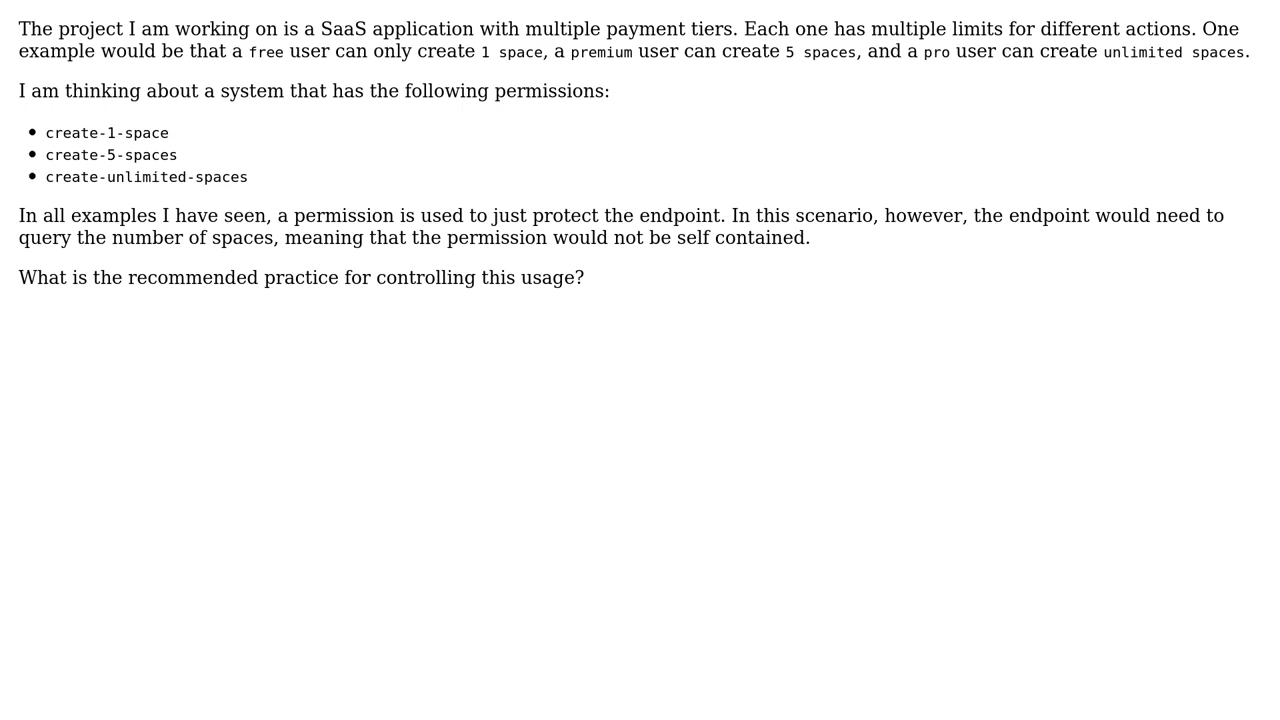 The project I am working on is a SaaS application with multiple payment tiers. Each one has multiple limits for different actions. One
example would be that a free user can only create 1 space, a premium user can create 5 spaces, and a pro user can create unlimited spaces.
I am thinking about a system that has the following permissions:
• create-1-space
• create-5-spaces
• create-unlimited-spaces
In all examples I have seen, a permission is used to just protect the endpoint. In this scenario, however, the endpoint would need to
query the number of spaces, meaning that the permission would not be self contained.
What is the recommended practice for controlling this usage?